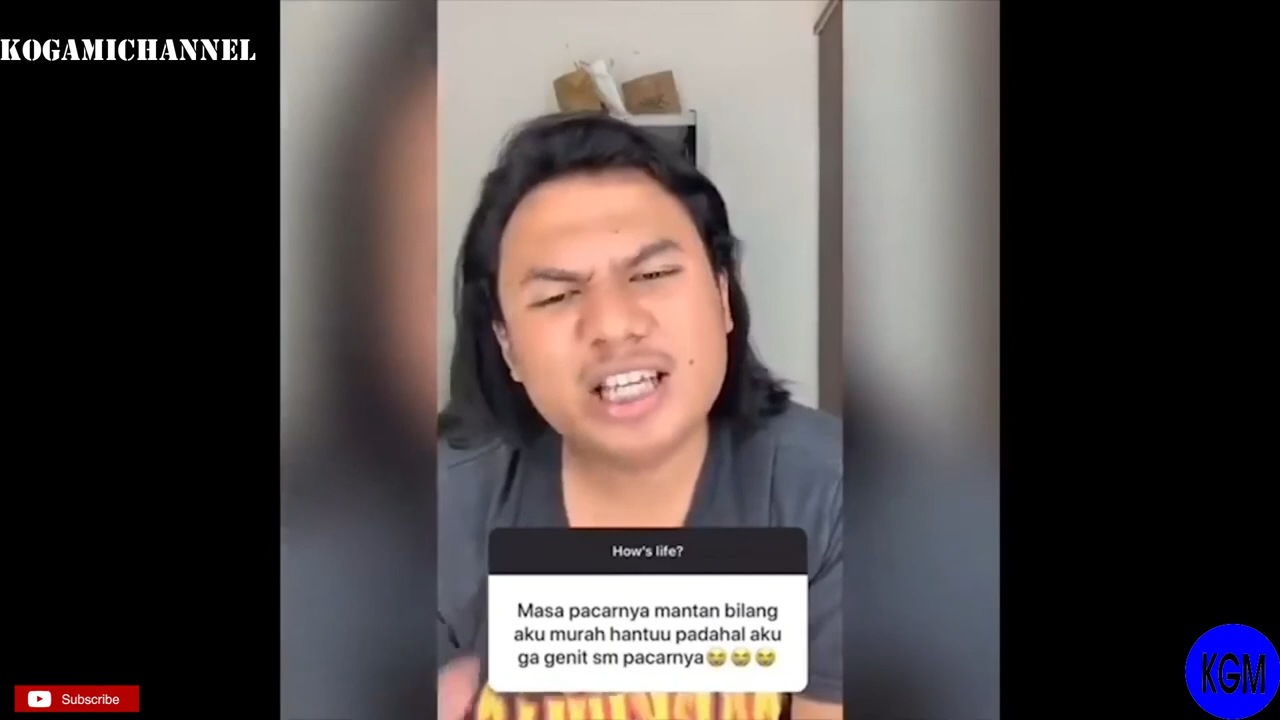 KOGAMICHANNEL
How's life?
Masa pacarnya mantan bilang
aku murah hantuu padahal aku
ga genit sm pacarnya😭😭😭
Subscribe
KGM